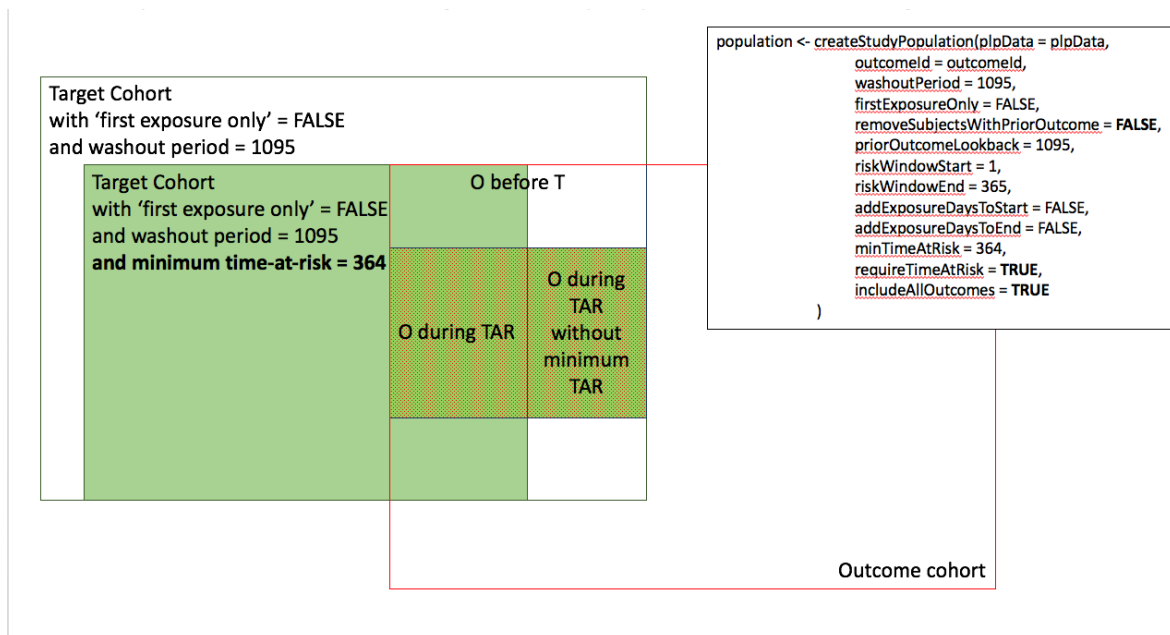 Target Cohort
with ‘first exposure only’ = FALSE
and washout period = 1095
Target Cohort
with ‘first exposure only’ = FALSE
and washout period = 1095
and minimum time-at-risk = 364
O before T
O during TAR
O during
TAR
without
minimum
TAR
population <- createStudyPopulation(plpData = plpData,
outcomeId = outcomeId,
washoutPeriod = 1095,
firstExposureOnly = FALSE,
removeSubjectsWithPriorOutcome = FALSE,
priorOutcomeLookback = 1095,
riskWindowStart = 1,
riskWindowEnd = 365,
addExposureDaysToStart = FALSE,
addExposureDaysToEnd = FALSE,
minTimeAtRisk = 364,
requireTimeAtRisk = TRUE,
includeAllOutcomes = TRUE
)
Outcome cohort